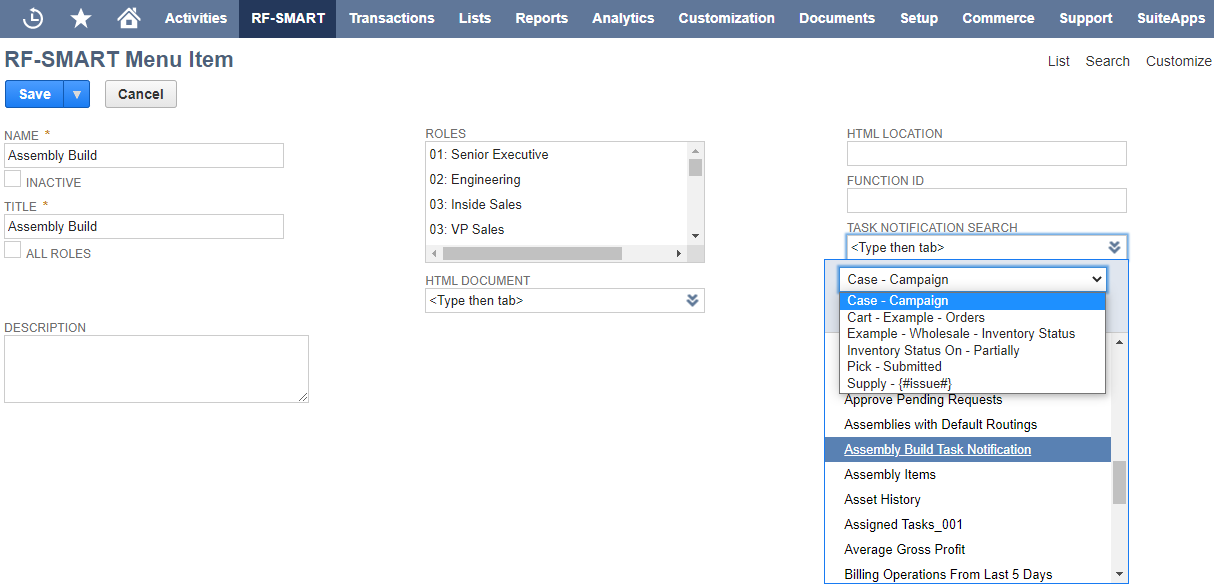 Activities RF-SMART Transactions Lists Reports Analytics Customization Documents Setup Commerce Support SuiteApps
RF-SMART Menu Item
List Search Customize
Save Cancel
NAME *
Assembly Build
INACTIVE
TITLE *
Assembly Build
ALL ROLES
DESCRIPTION
ROLES
01: Senior Executive
02: Engineering
03: Inside Sales
03: VP Sales
HTML DOCUMENT
<Type then tab>
HTML LOCATION
FUNCTION ID
TASK NOTIFICATION SEARCH
<Type then tab>
Case - Campaign
Case - Campaign
Cart - Example - Orders
Example - Wholesale - Inventory Status
Inventory Status On - Partially
Pick - Submitted
Supply - {#issue#}
Approve Pending Requests
Assemblies with Default Routings
Assembly Build Task Notification
Assembly Items
Asset History
Assigned Tasks_001
Average Gross Profit
Billing Operations From Last 5 Days